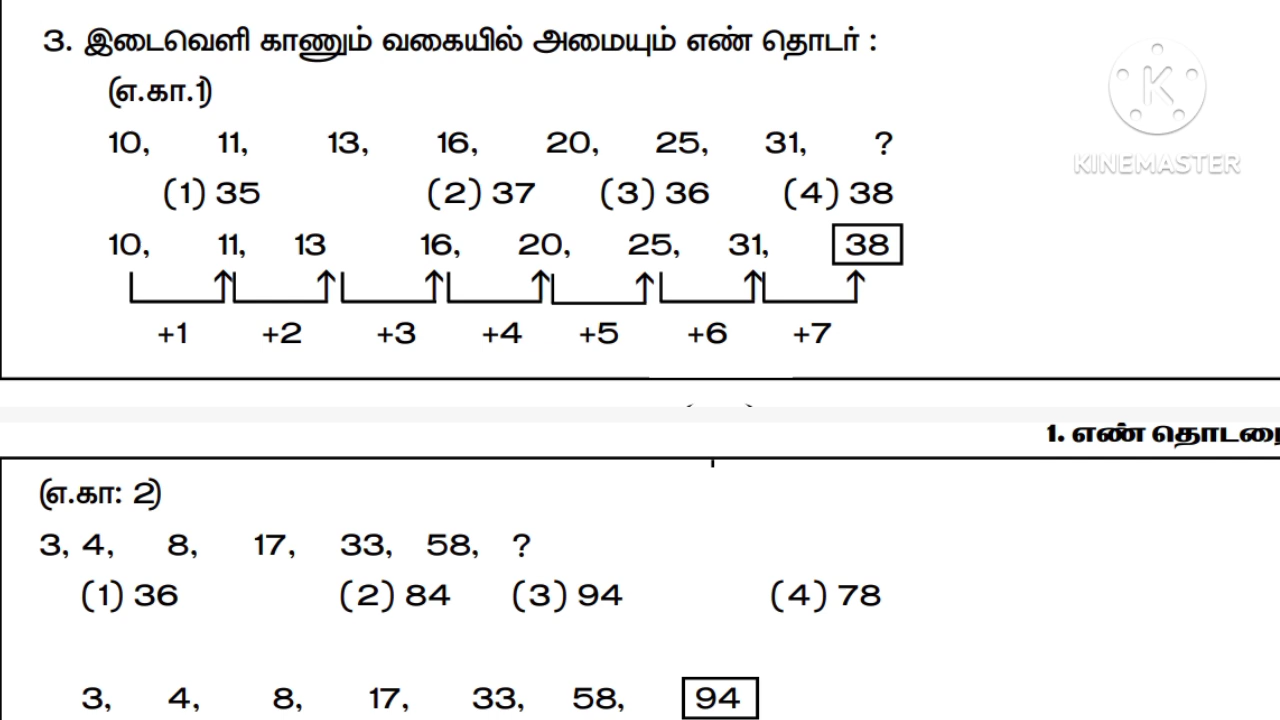 3. இடைவெளி காணும் வகையில் அமையும் எண் தொடர் :
(எ.கா.1)
10, 11, 13, 16, 20, 25, 31, ?
(1) 35 (2) 37 (3) 36 (4) 38
10, 11, 13 16, 20, 25, 31, 38
+1 +2 +3 +4 +5 +6 +7
KINEMASTER
1. எண்
(எ.கா: 2)
3, 4, 8, 17, 33, 58, ?
(1) 36 (2) 84 (3) 94 (4) 78
3, 4, 8, 17, 33, 58, 94